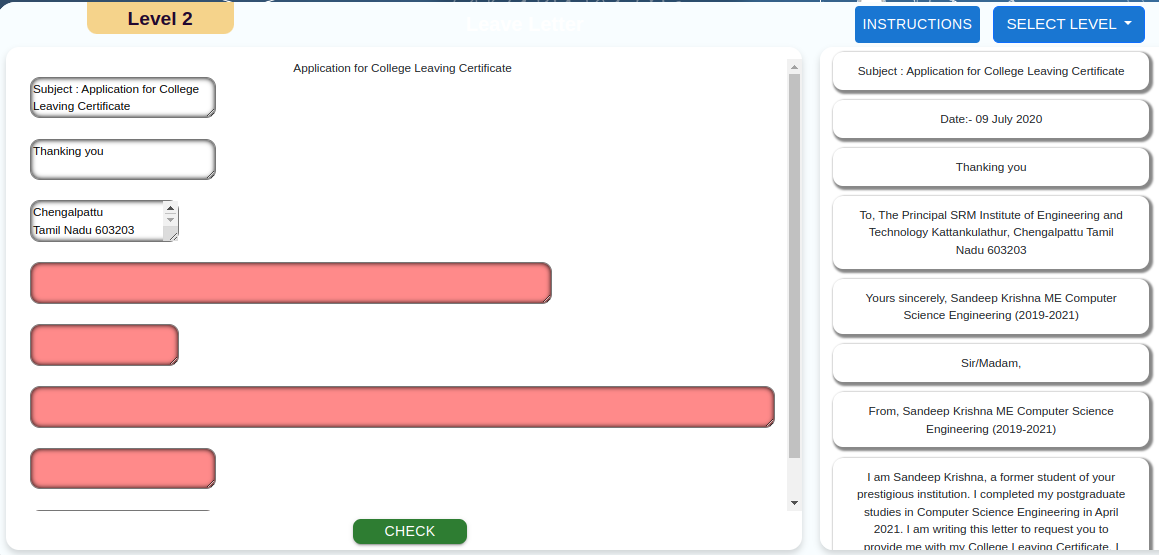 Level 2
Leave Letter
INSTRUCTIONS
SELECT LEVEL
Application for College Leaving Certificate
Subject : Application for College
Leaving Certificate
Thanking you
Chengalpattu
Tamil Nadu 603203
CHECK
Subject : Application for College Leaving Certificate
Date:- 09 July 2020
Thanking you
To, The Principal SRM Institute of Engineering and
Technology Kattankulathur, Chengalpattu Tamil
Nadu 603203
Yours sincerely, Sandeep Krishna ME Computer
Science Engineering (2019-2021)
Sir/Madam,
From, Sandeep Krishna ME Computer Science
Engineering (2019-2021)
I am Sandeep Krishna, a former student of your
prestigious institution. I completed my postgraduate
studies in Computer Science Engineering in April
2021. I am writing this letter to request you to
provide me with my College Leaving Certificate. I